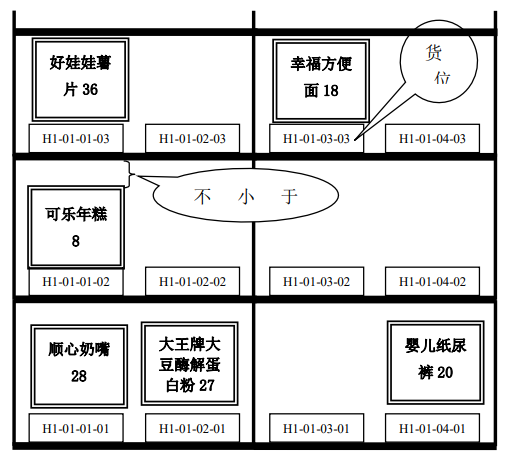 好娃娃薯
片 36
幸福方便
面 18
货
位
H1-01-01-03
H1-01-02-03
H1-01-03-03
H1-01-04-03
不 小 于
可乐年糕
8
H1-01-01-02
H1-01-02-02
H1-01-03-02
H1-01-04-02
顺心奶嘴
28
大王牌大
豆酶解蛋
白粉 27
婴儿纸尿
裤 20
H1-01-01-01
H1-01-02-01
H1-01-03-01
H1-01-04-01